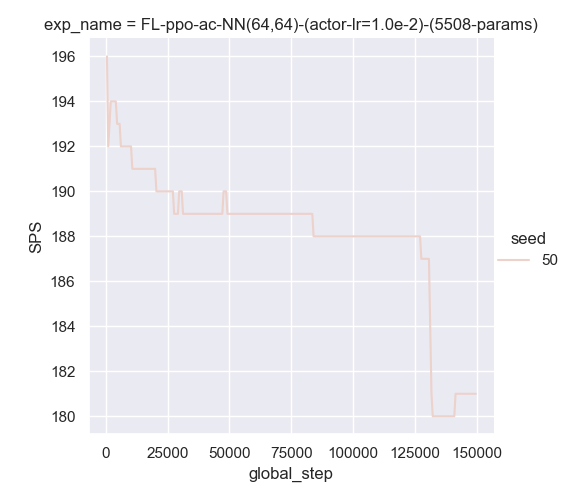 exp_name = FL-ppo-ac-NN(64,64)-(actor-lr=1.0e-2)-(5508-params)
196
194
192
190
188
186
184
182
180
SPS
seed
50
0 25000 50000 75000 100000 125000 150000
global_step